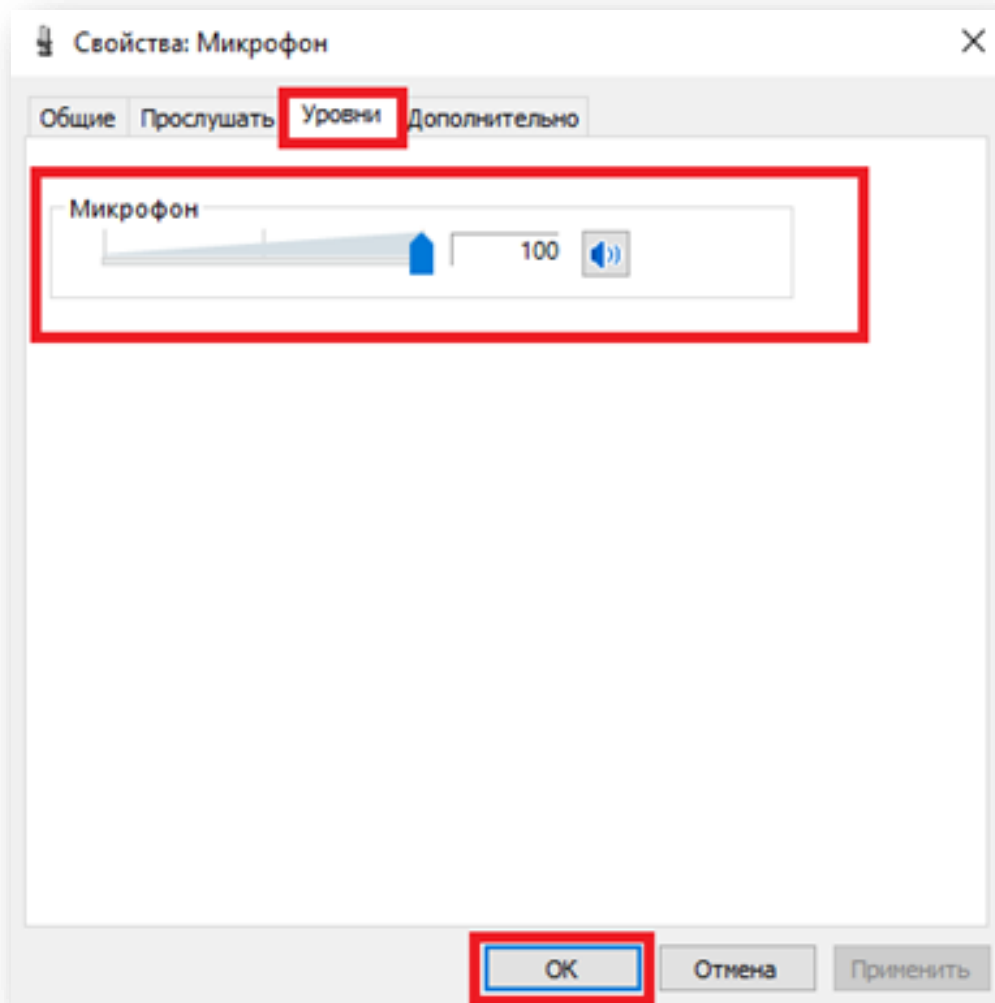 Свойства: Микрофон
Общие Прослушать Уровни Дополнительно
Микрофон
100
ОК Отмена Применить